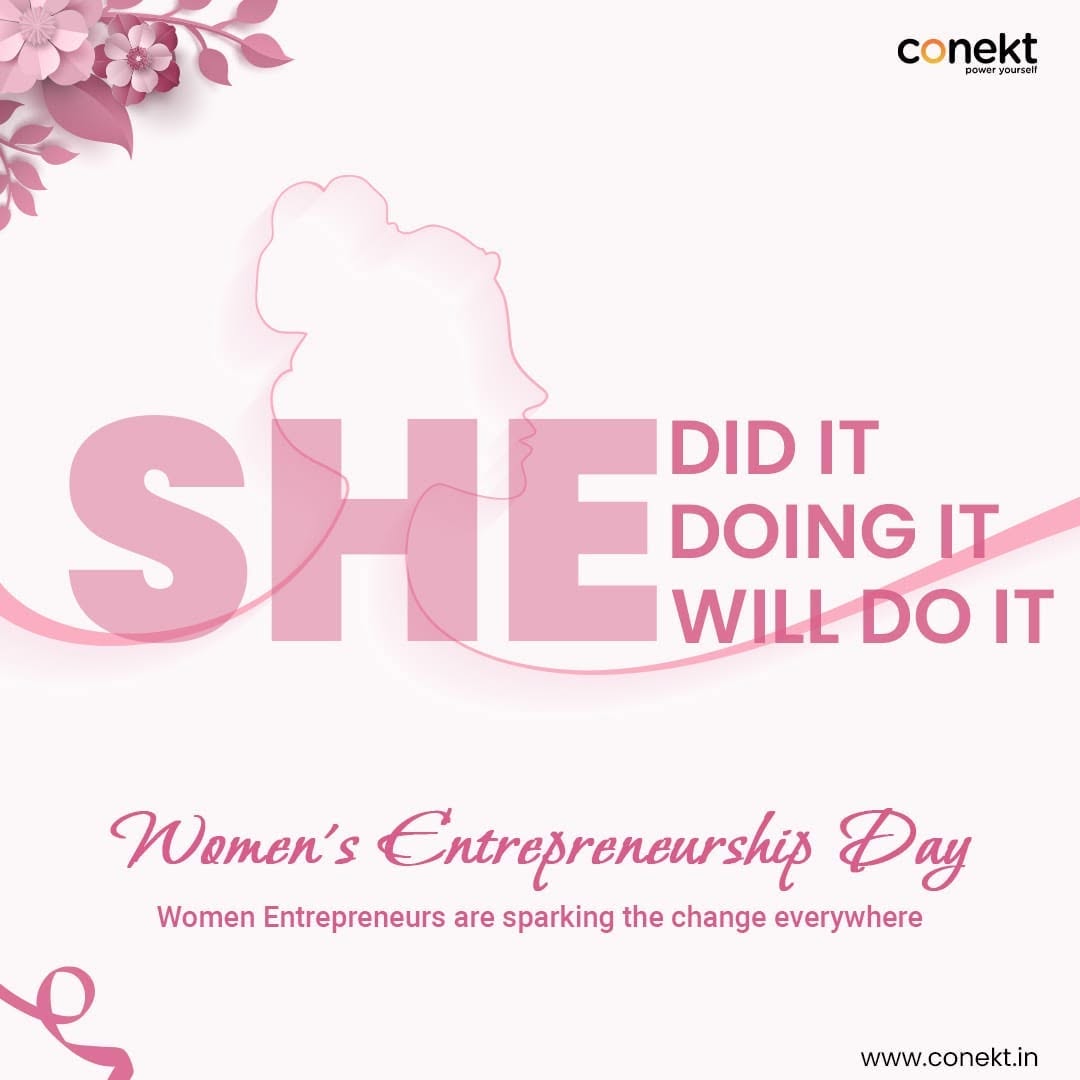 conekt
power yourself
SHE
DID IT
DOING IT
WILL DO IT
Women's Entrepreneurship Day
Women Entrepreneurs are sparking the change everywhere
www.conekt.in